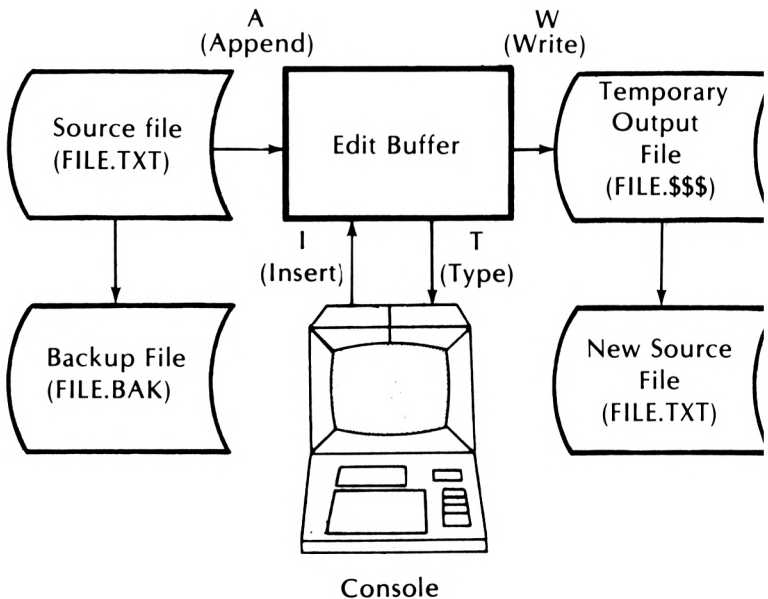 A
(Append)
W
(Write)
Source file
(FILE.TXT)
Edit Buffer
Temporary
Output
File
(FILE.$$$)
I
(Insert)
T
(Type)
Backup File
(FILE.BAK)
New Source
File
(FILE.TXT)
Console